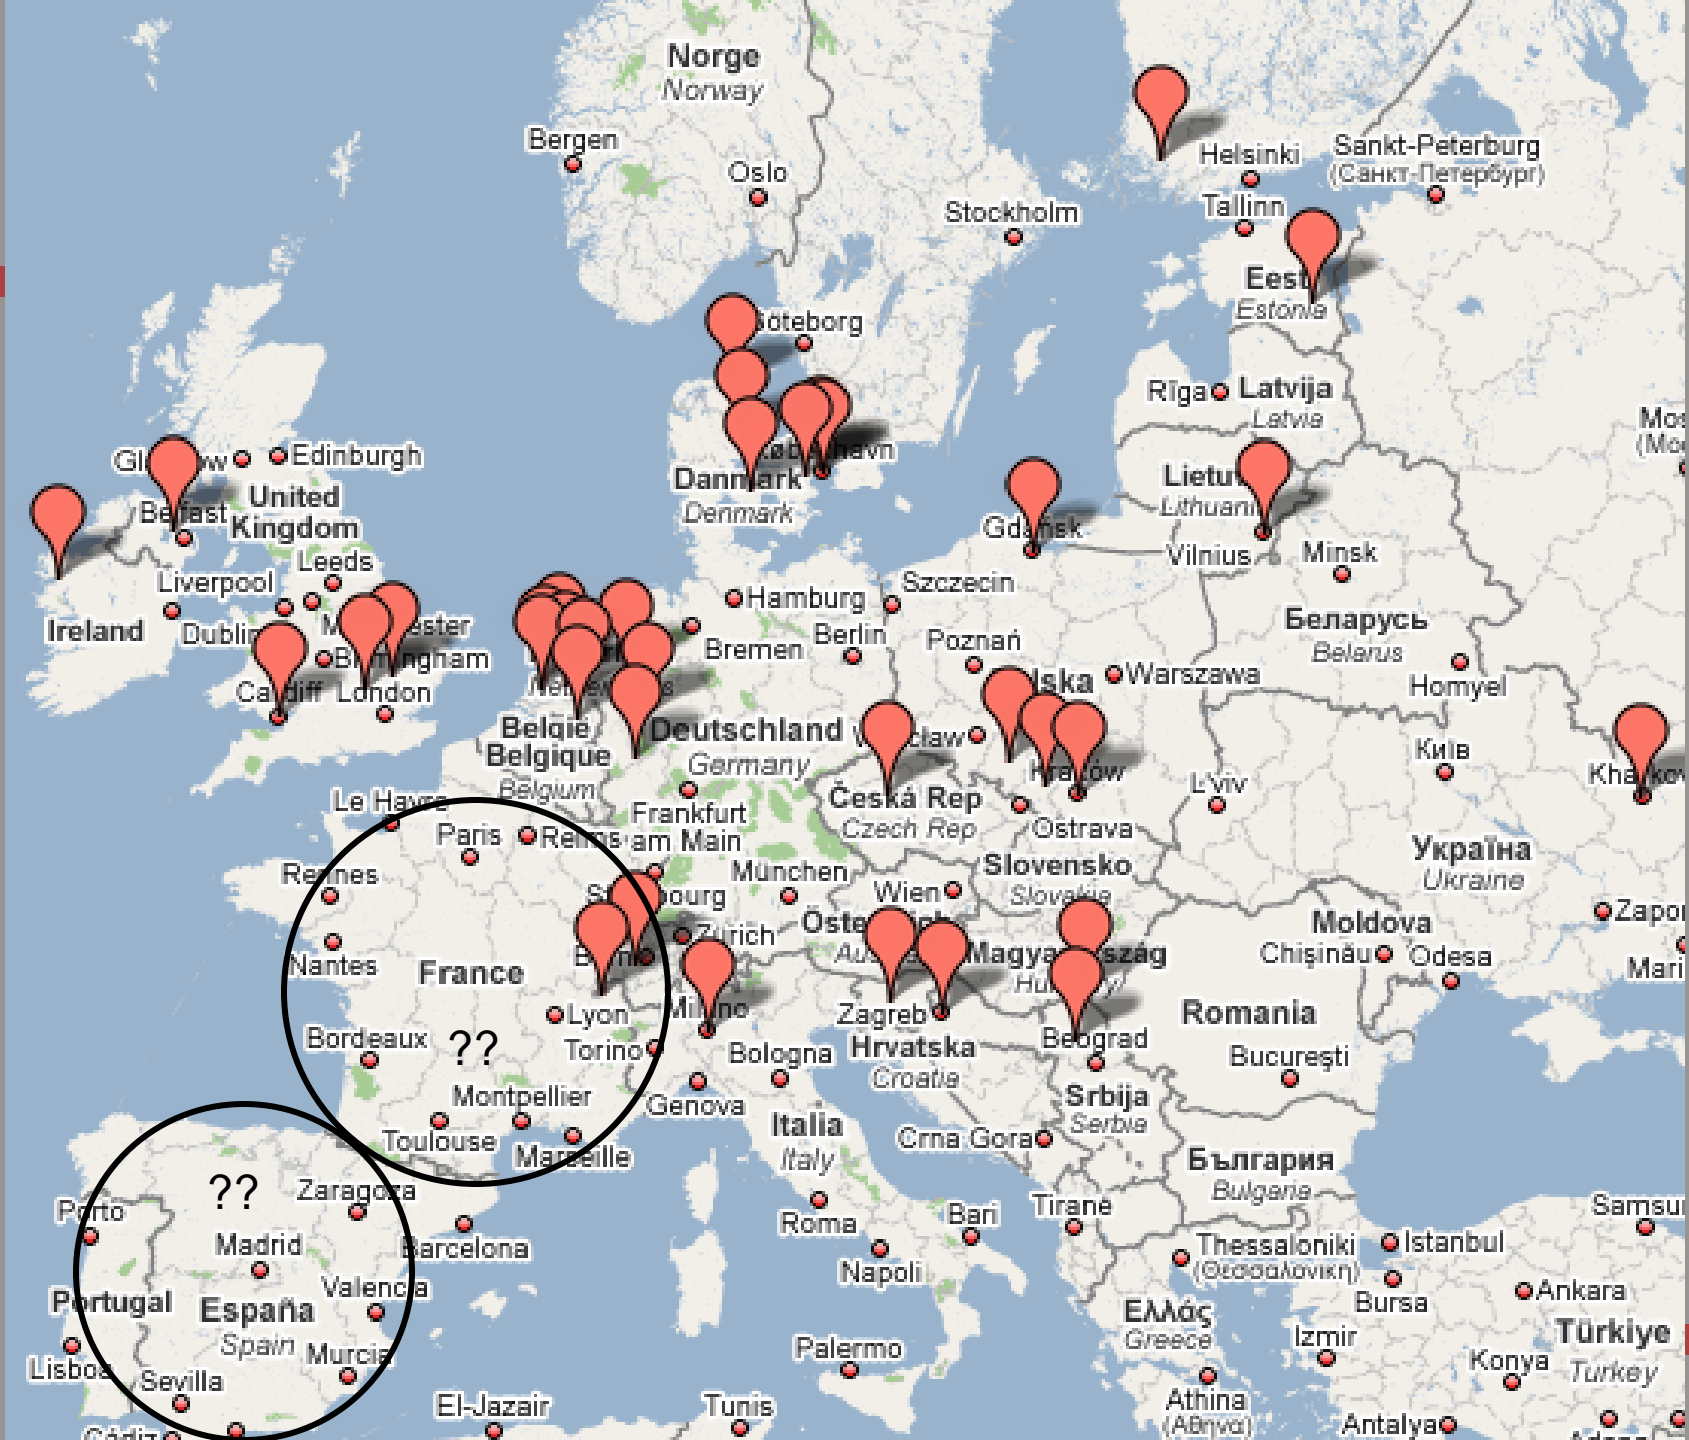 Norge
Norway
Bergen
Oslo
Stockholm
Helsinki
Tallinn
Sankt-Peterburg
(Санкт-Петербург)
Estonia
Göteborg
Rīga
Latvija
Latvia
Edinburgh
United
Kingdom
Danmark
Denmark
Vilnius
Minsk
Leeds
Liverpool
Hamburg
Szczecin
Ireland
Bremen
Berlin
Poznań
Беларусь
Belarus
Warszawa
Homyel
London
België
Belgique
Belgium
Deutschland
Germany
Київ
L'viv
Le Havre
Frankfurt
am Main
Česká Rep
Czech Rep
Ostrava
Paris
Reims
Україна
Ukraine
Rennes
München
Wien
Slovensko
Slovakia
Nantes
France
Zürich
Moldova
Chişinău
Odesa
Lyon
Milano
Zagreb
Beograd
Romania
Bordeaux
??
Torino
Bologna
Hrvatska
Croatia
Bucureşti
Montpellier
Genova
Srbija
Serbia
Toulouse
Marseille
Italia
Italy
Crna Gora
България
Bulgaria
??
Zaragoza
Porto
Madrid
Barcelona
Roma
Bari
Tirane
Napoli
Thessaloniki
(Θεσσαλονίκη)
Istanbul
Bursa
Ankara
Portugal
España
Spain
Valencia
Murcia
Lisboa
Sevilla
Palermo
Ελλάς
Greece
Izmir
Türkiye
Turkey
Konya
El-Jazair
Tunis
Athina
(Αθήνα)
Antalya